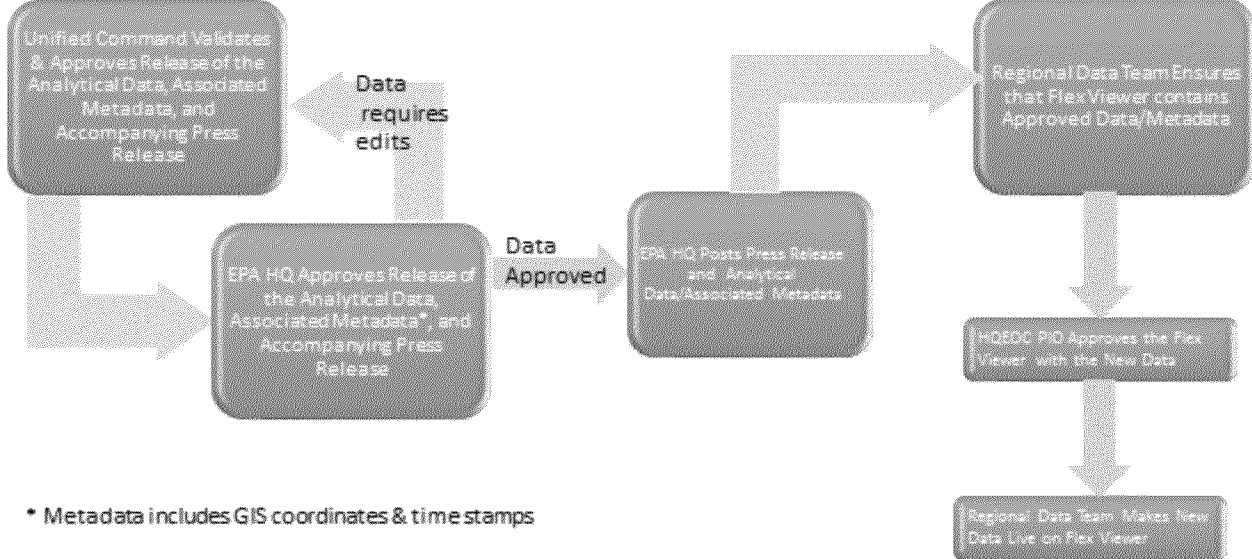 Unified Command Validates
& Approves Release of the
Analytical Data, Associated
Metadata, and
Accompanying Press
Release
Data
requires
edits
EPA HQ Approves Release of
the Analytical Data,
Associated Metadata*, and
Accompanying Press
Release
Data
Approved
EPA HQ Posts Press Release
and Analytical
Data/Associated Metadata
Regional Data Team Ensures
that Flex Viewer contains
Approved Data/Metadata
HQEOC PIO Approves the Flex
Viewer with the New Data
Regional Data Team Makes New
Data Live on Flex Viewer
* Metadata includes GIS coordinates & time stamps